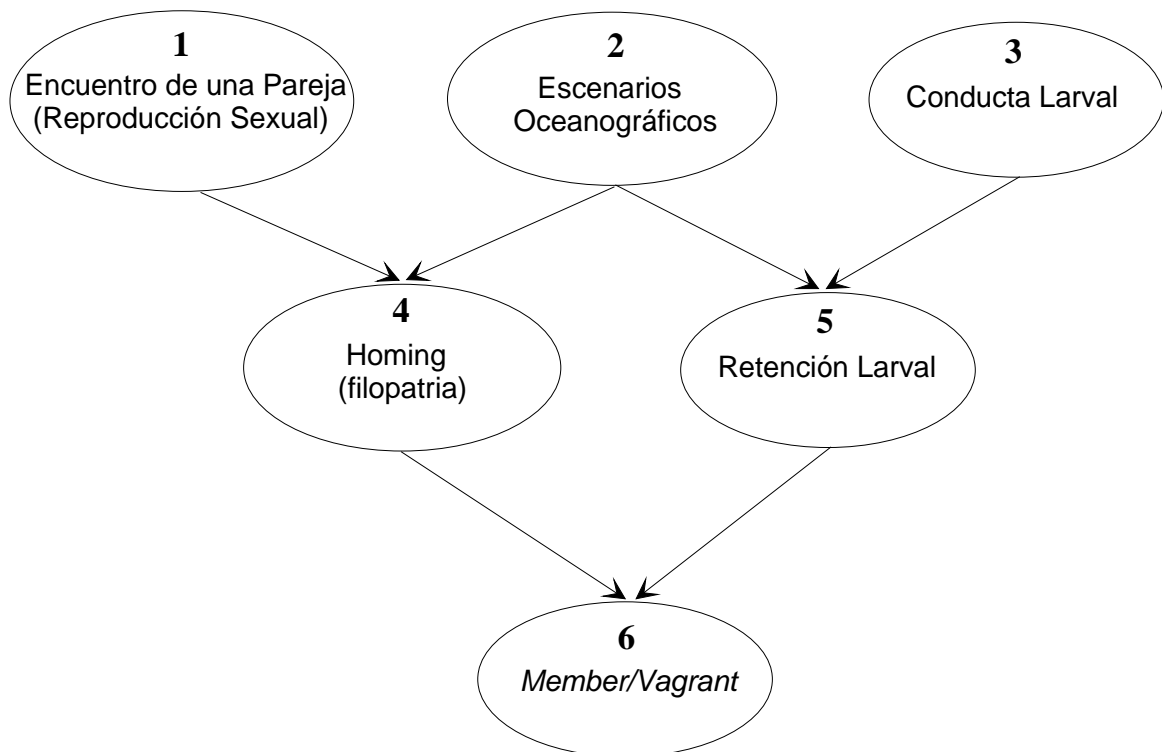 1
Encuentro de una Pareja
(Reproducción Sexual)
2
Escenarios
Oceanográficos
3
Conducta Larval
4
Homing
(filopatria)
5
Retención Larval
6
Member/Vagrant